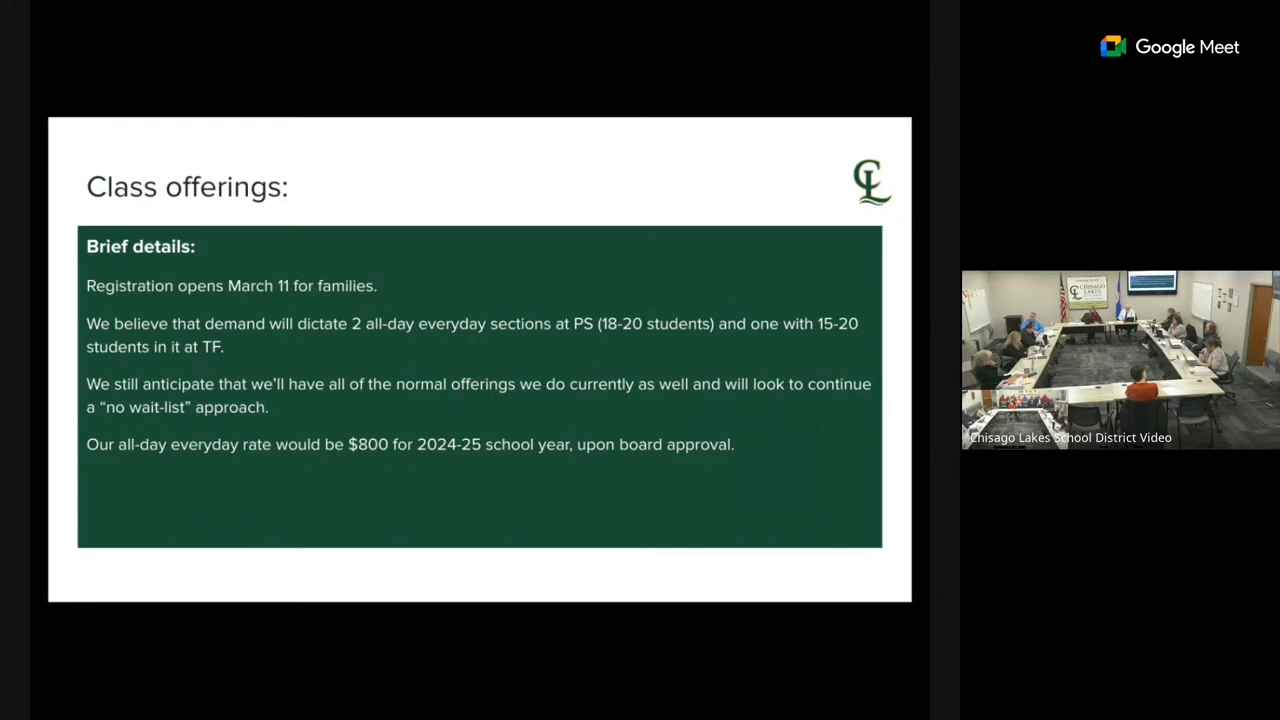 Google Meet
Class offerings:
CL
Brief details:
Registration opens March 11 for families.
We believe that demand will dictate 2 all-day everyday sections at PS (18-20 students) and one with 15-20
students in it at TF.
We still anticipate that we'll have all of the normal offerings we do currently as well and will look to continue
a “no wait-list” approach.
Our all-day everyday rate would be $800 for 2024-25 school year, upon board approval.
CHISAGO
LAKES
Chisago Lakes School District Video